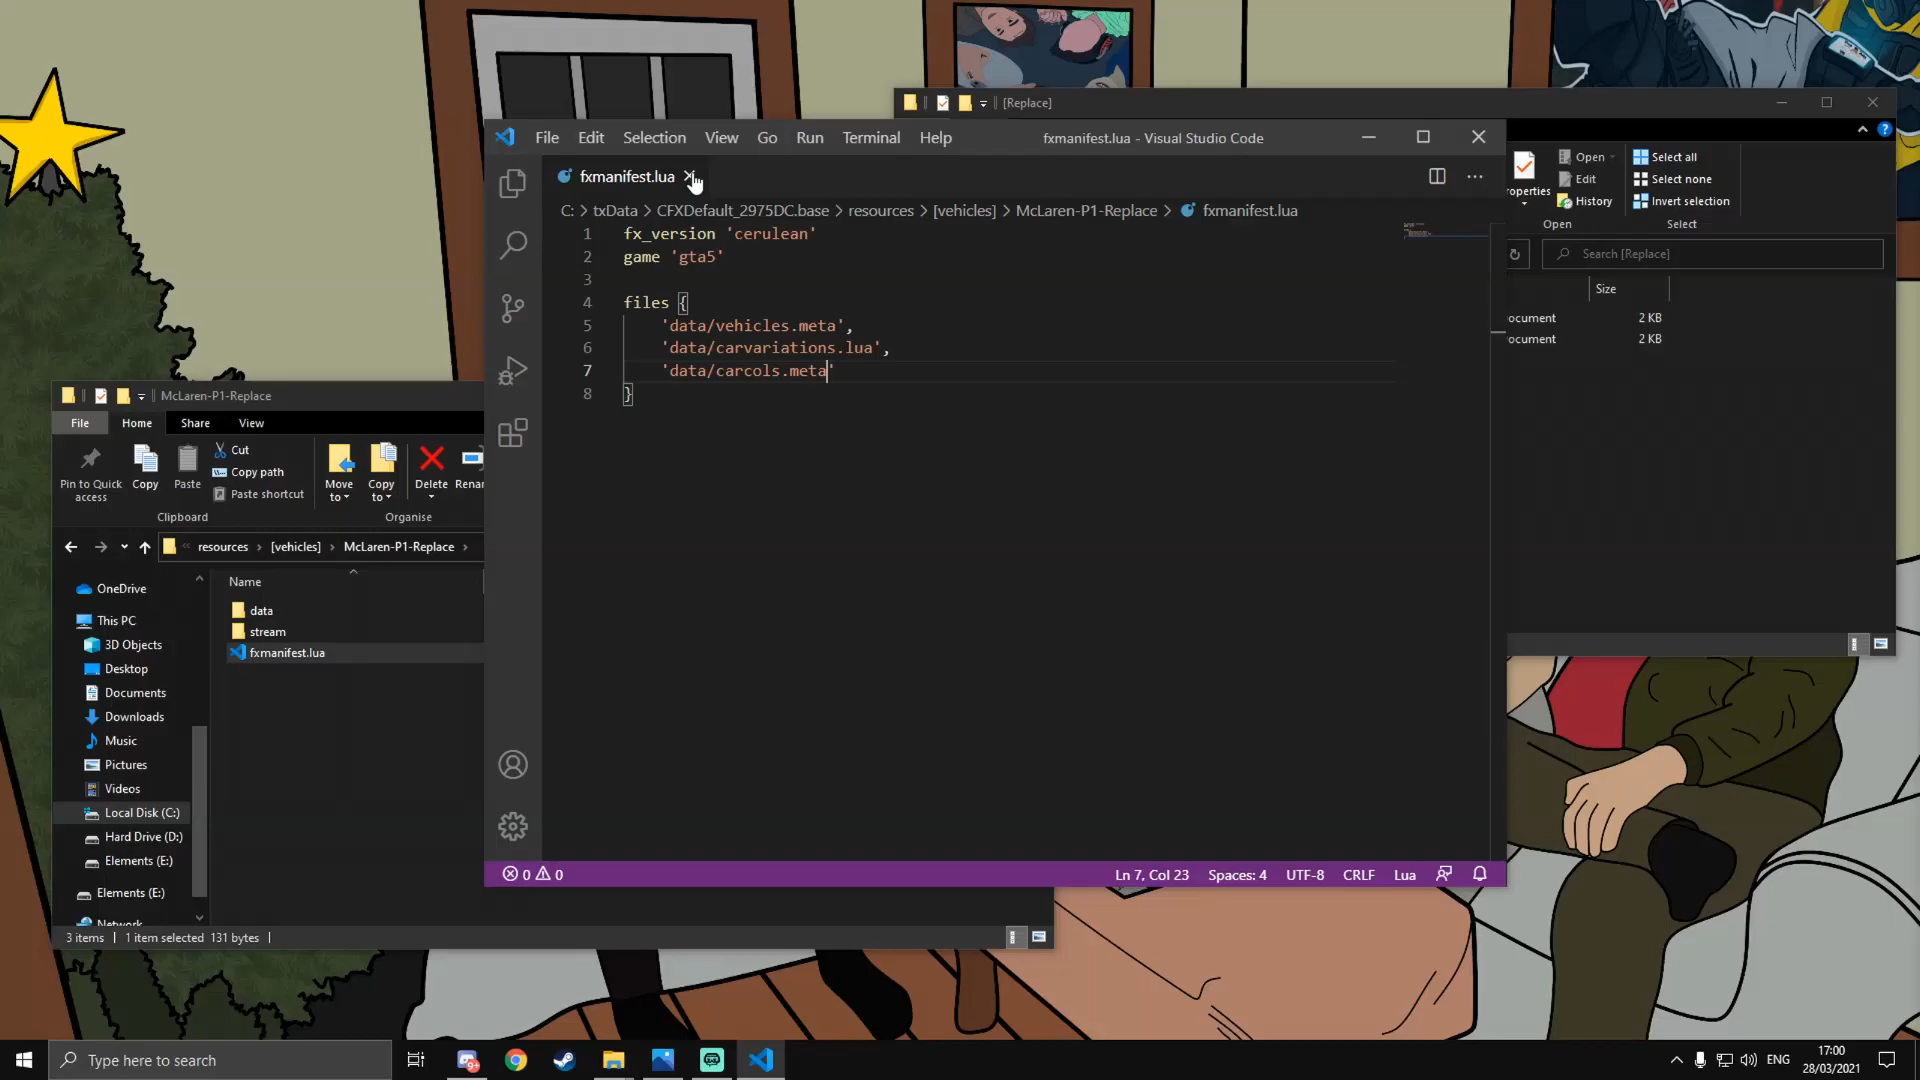 [Replace]
File Edit Selection View Go Run Terminal Help
fxmanifest.lua - Visual Studio Code
fxmanifest.lua
C: > txData > CFXDefault_2975DC.base > resources > [vehicles] > McLaren-P1-Replace > fxmanifest.lua
1 fx_version 'cerulean'
2 game 'gta5'
3
4 files {
5 'data/vehicles.meta',
6 'data/carvariations.lua',
7 'data/carcols.meta'
8 }
0 0
Ln 7, Col 23 Spaces: 4 UTF-8 CRLF Lua
roperties
Open
Edit
History
Open
Select all
Select none
Invert selection
Select
Search [Replace]
Size
ocument 2 KB
ocument 2 KB
McLaren-P1-Replace
File Home Share View
Pin to Quick
access
Copy
Paste
Cut
Copy path
Paste shortcut
Clipboard
Move
to
Copy
to
Delete
Renan
Organise
resources > [vehicles] > McLaren-P1-Replace >
Name
data
stream
fxmanifest.lua
OneDrive
This PC
3D Objects
Desktop
Documents
Downloads
Music
Pictures
Videos
Local Disk (C:)
Hard Drive (D:)
Elements (E:)
Elements (E:)
Network
3 items 1 item selected 131 bytes
Type here to search
9+
ENG
17:00
28/03/2021